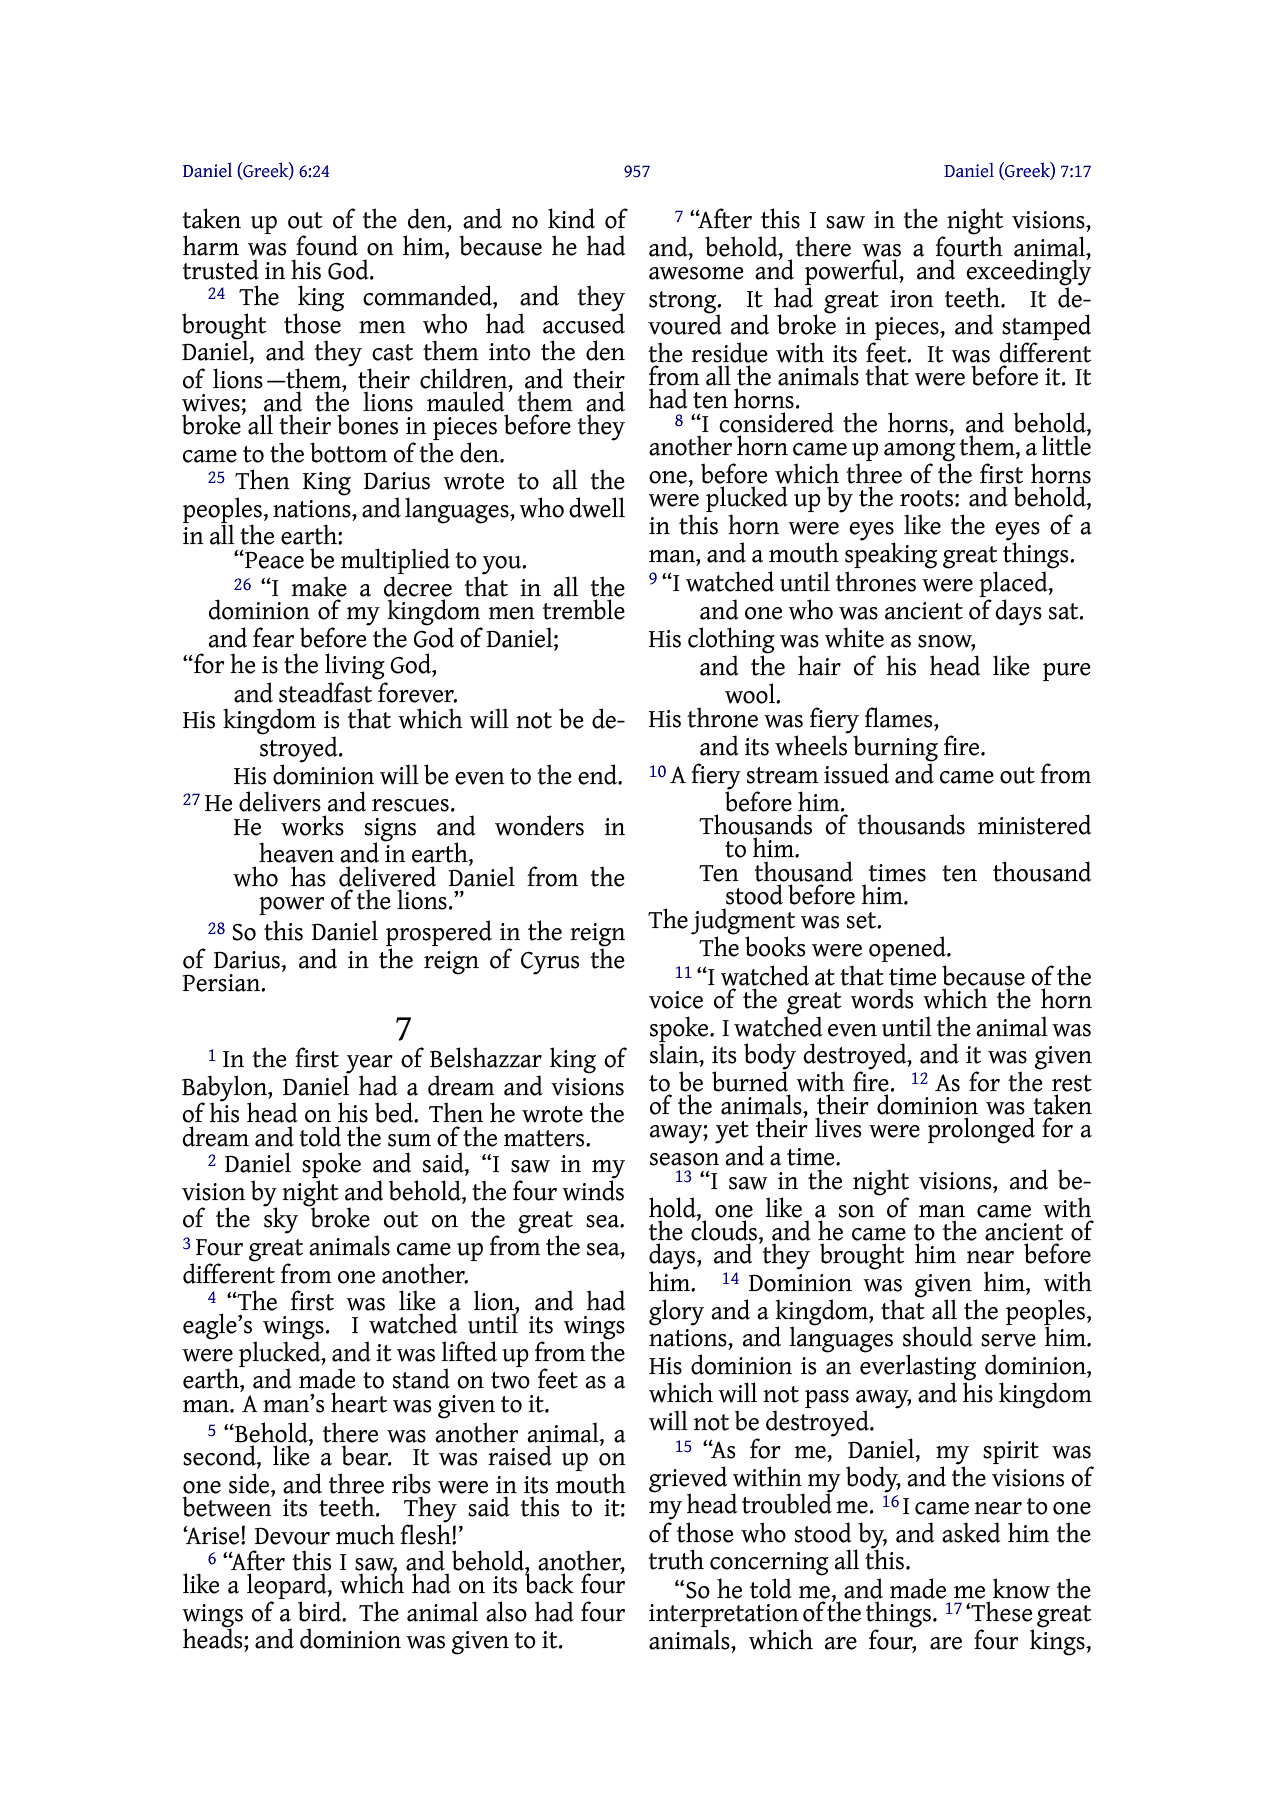 Daniel (Greek) 6:24
957
Daniel (Greek) 7:17
taken up out of the den, and no kind of
harm was found on him, because he had
trusted in his God.
24 The king commanded, and they
brought those men who had accused
Daniel, and they cast them into the den
of lions—them, their children, and their
wives; and the lions mauled them and
broke all their bones in pieces before they
came to the bottom of the den.
25 Then King Darius wrote to all the
peoples, nations, and languages, who dwell
in all the earth:
“Peace be multiplied to you.
26 “I make a decree that in all the
dominion of my kingdom men tremble
and fear before the God of Daniel;
“for he is the living God,
and steadfast forever.
His kingdom is that which will not be de-
stroyed.
His dominion will be even to the end.
27 He delivers and rescues.
He works signs and wonders in
heaven and in earth,
who has delivered Daniel from the
power of the lions.”
28 So this Daniel prospered in the reign
of Darius, and in the reign of Cyrus the
Persian.
7
1 In the first year of Belshazzar king of
Babylon, Daniel had a dream and visions
of his head on his bed. Then he wrote the
dream and told the sum of the matters.
2 Daniel spoke and said, “I saw in my
vision by night and behold, the four winds
of the sky broke out on the great sea.
3 Four great animals came up from the sea,
different from one another.
4 “The first was like a lion, and had
eagle’s wings. I watched until its wings
were plucked, and it was lifted up from the
earth, and made to stand on two feet as a
man. A man’s heart was given to it.
5 “Behold, there was another animal, a
second, like a bear. It was raised up on
one side, and three ribs were in its mouth
between its teeth. They said this to it:
‘Arise! Devour much flesh!’
6 “After this I saw, and behold, another,
like a leopard, which had on its back four
wings of a bird. The animal also had four
heads; and dominion was given to it.
7 “After this I saw in the night visions,
and, behold, there was a fourth animal,
awesome and powerful, and exceedingly
strong. It had great iron teeth. It de-
voured and broke in pieces, and stamped
the residue with its feet. It was different
from all the animals that were before it. It
had ten horns.
8 “I considered the horns, and behold,
another horn came up among them, a little
one, before which three of the first horns
were plucked up by the roots: and behold,
in this horn were eyes like the eyes of a
man, and a mouth speaking great things.
9 “I watched until thrones were placed,
and one who was ancient of days sat.
His clothing was white as snow,
and the hair of his head like pure
wool.
His throne was fiery flames,
and its wheels burning fire.
10 A fiery stream issued and came out from
before him.
Thousands of thousands ministered
to him.
Ten thousand times ten thousand
stood before him.
The judgment was set.
The books were opened.
11 “I watched at that time because of the
voice of the great words which the horn
spoke. I watched even until the animal was
slain, its body destroyed, and it was given
to be burned with fire. 12 As for the rest
of the animals, their dominion was taken
away; yet their lives were prolonged for a
season and a time.
13 “I saw in the night visions, and be-
hold, one like a son of man came with
the clouds, and he came to the ancient of
days, and they brought him near before
him. 14 Dominion was given him, with
glory and a kingdom, that all the peoples,
nations, and languages should serve him.
His dominion is an everlasting dominion,
which will not pass away, and his kingdom
will not be destroyed.
15 “As for me, Daniel, my spirit was
grieved within my body, and the visions of
my head troubled me. 16 I came near to one
of those who stood by, and asked him the
truth concerning all this.
“So he told me, and made me know the
interpretation of the things. 17 ‘These great
animals, which are four, are four kings,